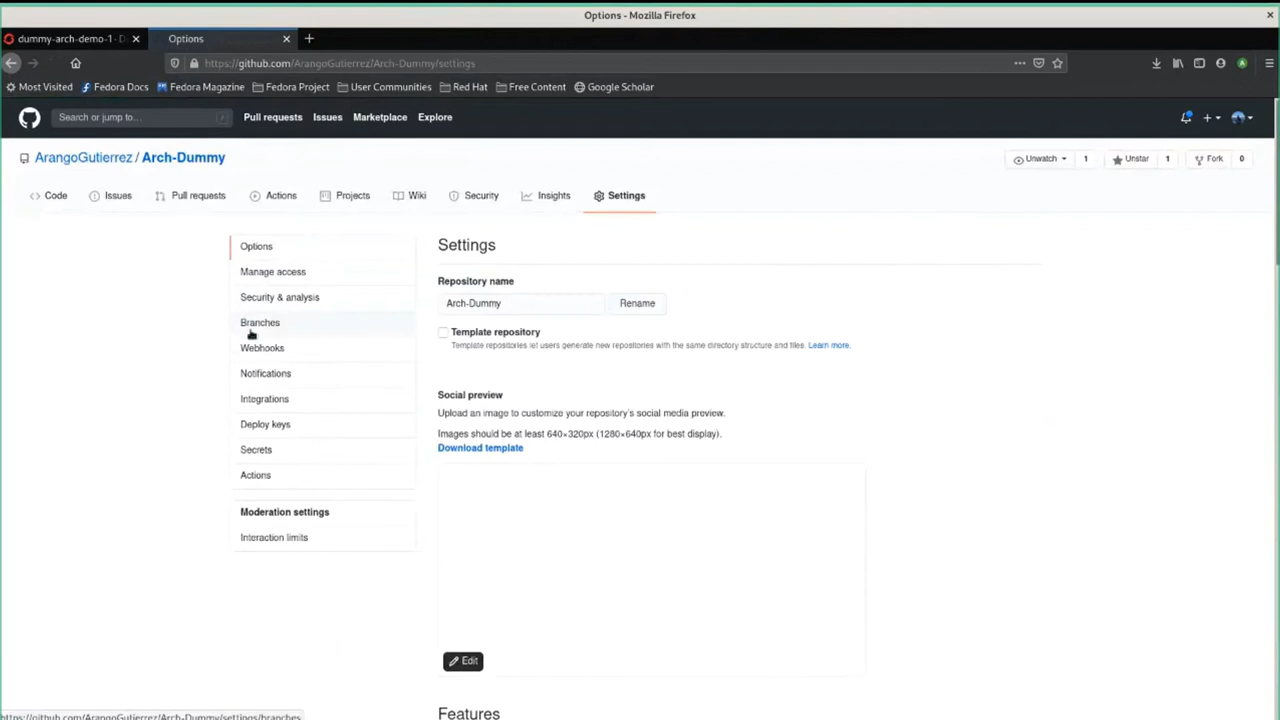 Options - Mozilla Firefox
dummy-arch-demo-1 - D
Options
https://github.com/ArangoGutierrez/Arch-Dummy/settings
Most Visited
Fedora Docs
Fedora Magazine
Fedora Project
User Communities
Red Hat
Free Content
Google Scholar
Search or jump to...
/
Pull requests
Issues
Marketplace
Explore
ArangoGutierrez / Arch-Dummy
Unwatch
1
Unstar
1
Fork
0
Code
Issues
Pull requests
Actions
Projects
Wiki
Security
Insights
Settings
Options
Manage access
Security & analysis
Branches
Webhooks
Notifications
Integrations
Deploy keys
Secrets
Actions
Moderation settings
Interaction limits
Settings
Repository name
Arch-Dummy
Rename
Template repository
Template repositories let users generate new repositories with the same directory structure and files. Learn more.
Social preview
Upload an image to customize your repository's social media preview.
Images should be at least 640×320px (1280×640px for best display).
Download template
Edit
Features
https://github.com/ArangoGutierrez/Arch-Dummy/settings/branches